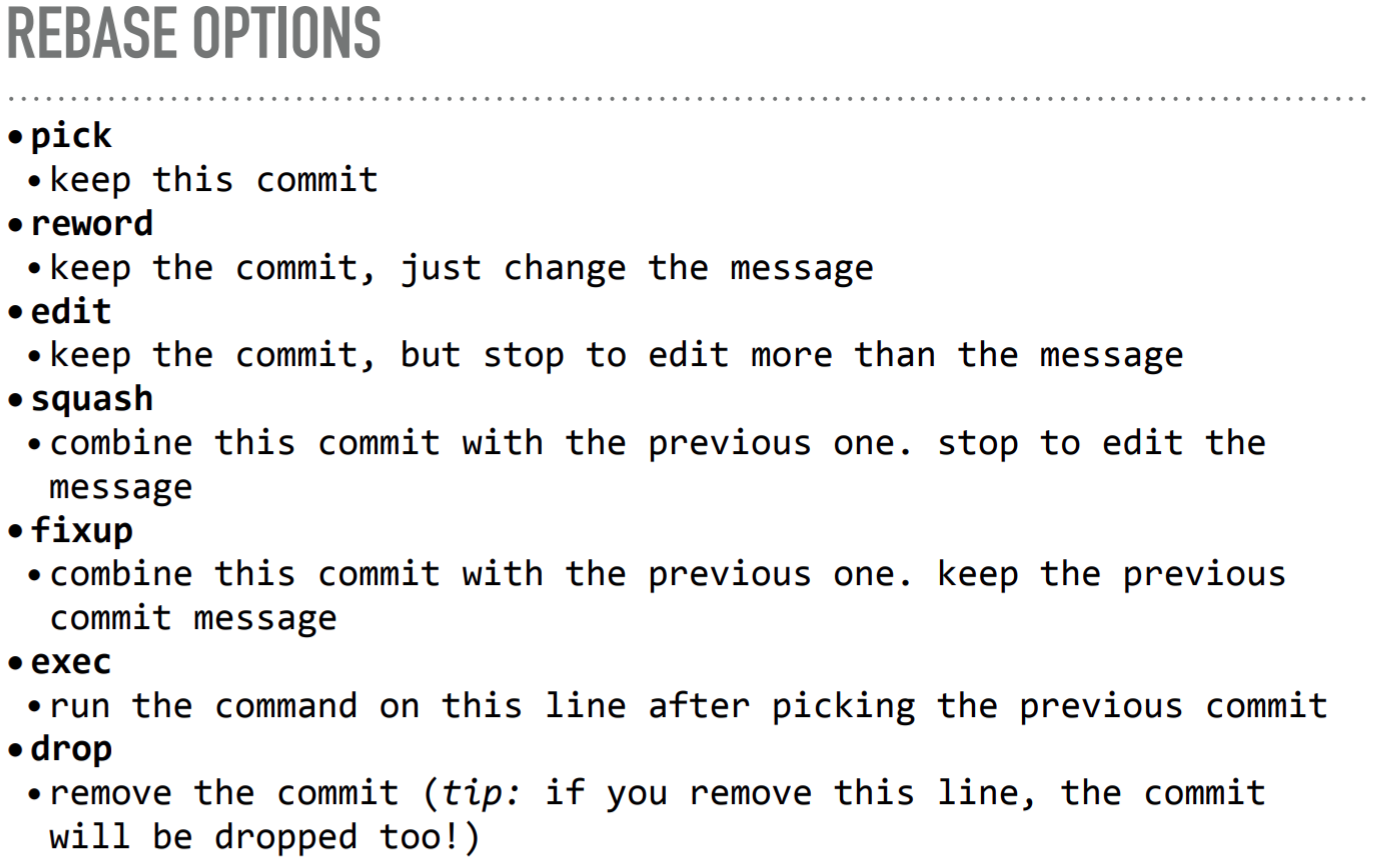 REBASE OPTIONS
•pick
•keep this commit
•reword
•keep the commit, just change the message
•edit
•keep the commit, but stop to edit more than the message
•squash
•combine this commit with the previous one. stop to edit the
message
•fixup
•combine this commit with the previous one. keep the previous
commit message
•exec
•run the command on this line after picking the previous commit
•drop
•remove the commit (tip: if you remove this line, the commit
will be dropped too!)